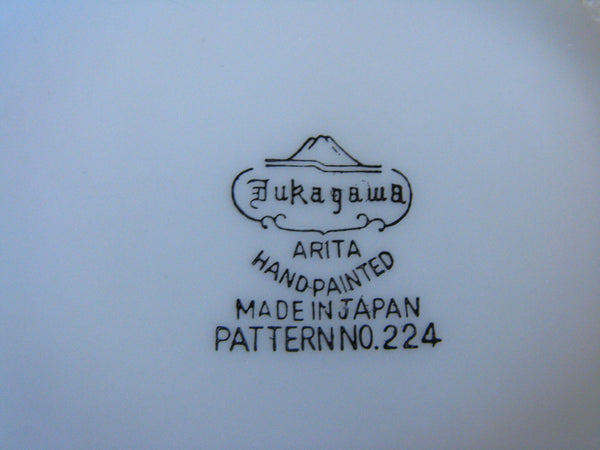 Fukagawa
ARITA
HAND-PAINTED
MADE IN JAPAN
PATTERN NO. 224